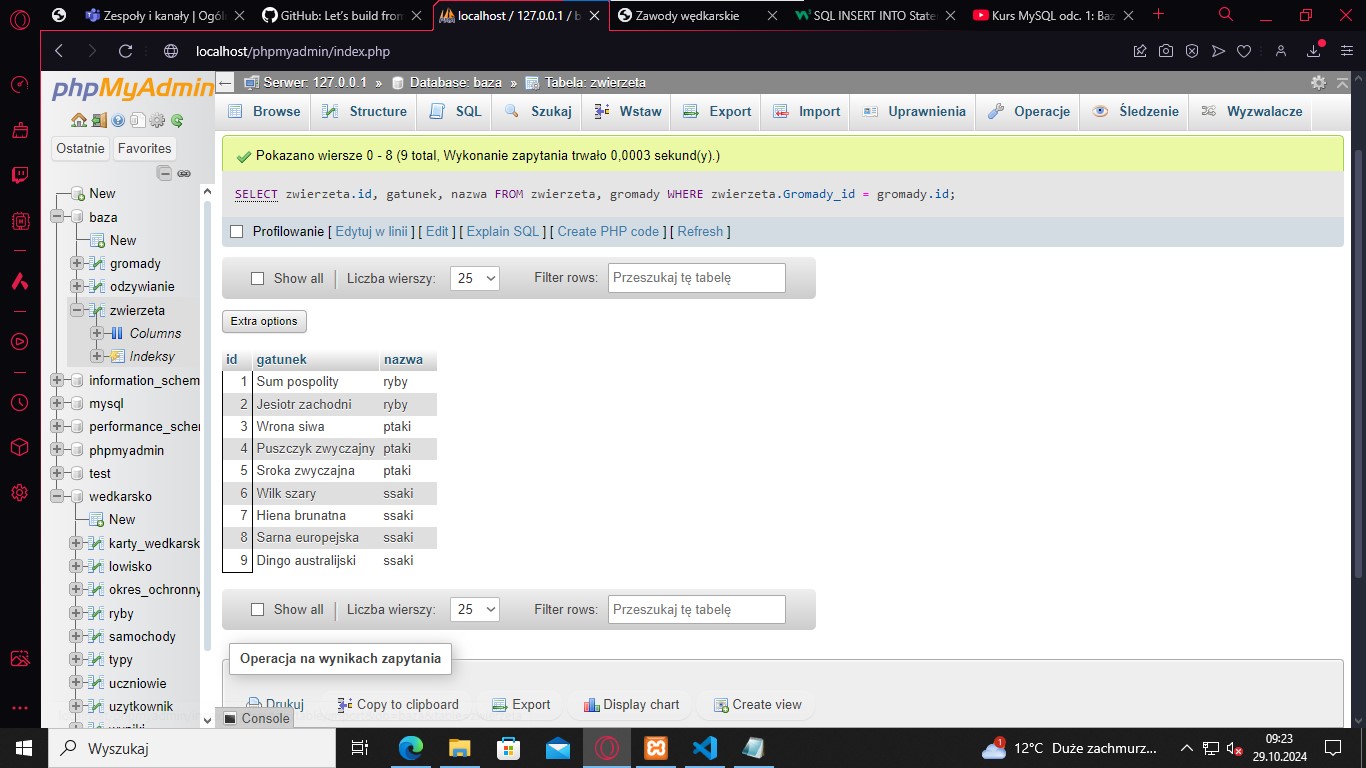 Zespoły i kanały | Ogóln
GitHub: Let's build from
localhost / 127.0.0.1 / b
Zawody wędkarskie
SQL INSERT INTO State
Kurs MySQL odc. 1: Baz
localhost/phpmyadmin/index.php
phpMyAdmin
Serwer: 127.0.0.1 » Database: baza » Tabela: zwierzeta
Browse Structure SQL Szukaj Wstaw Export Import Uprawnienia Operacje Śledzenie Wyzwalacze
Ostatnie Favorites
New
baza
New
gromady
odzywianie
zwierzeta
Columns
Indeksy
information_schem
mysql
performance_scher
phpmyadmin
test
wedkarsko
New
karty_wedkarsk
lowisko
okres_ochronny
ryby
samochody
typy
uczniowie
uzytkownik
Pokazano wiersze 0 - 8 (9 total, Wykonanie zapytania trwało 0,0003 sekund(y).)
SELECT zwierzeta.id, gatunek, nazwa FROM zwierzeta, gromady WHERE zwierzeta.Gromady_id = gromady.id;
Profilowanie [ Edytuj w linii ] [ Edit ] [ Explain SQL ] [ Create PHP code ] [ Refresh ]
Show all Liczba wierszy: 25 Filter rows: Przeszukaj tę tabelę
Extra options
id gatunek nazwa
1 Sum pospolity ryby
2 Jesiotr zachodni ryby
3 Wrona siwa ptaki
4 Puszczyk zwyczajny ptaki
5 Sroka zwyczajna ptaki
6 Wilk szary ssaki
7 Hiena brunatna ssaki
8 Sarna europejska ssaki
9 Dingo australijski ssaki
Show all Liczba wierszy: 25 Filter rows: Przeszukaj tę tabelę
Operacja na wynikach zapytania
Drukuj Copy to clipboard Export Display chart Create view
Console
Wyszukaj
1
12°C Duże zachmurz...
09:23
29.10.2024